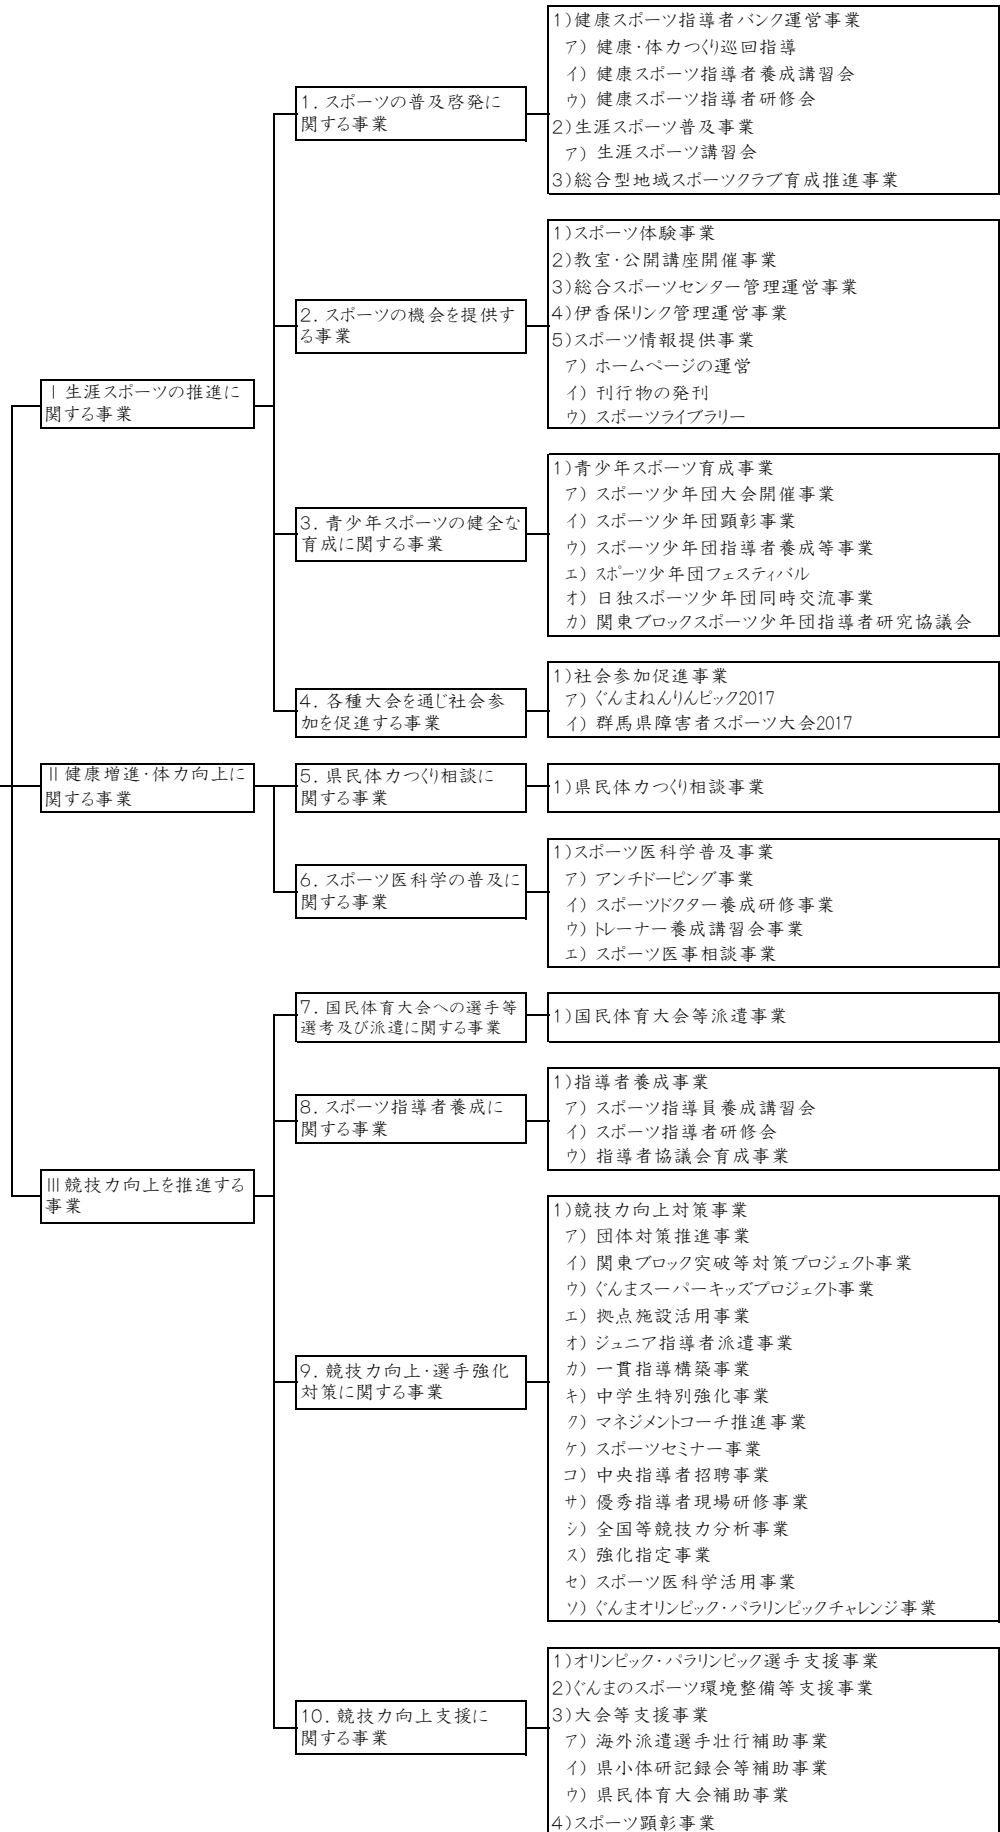 Ⅰ生涯スポーツの推進に
関する事業
1．スポーツの普及啓発に
関する事業
1)健康スポーツ指導者バンク運営事業
ア) 健康・体力つくり巡回指導
イ) 健康スポーツ指導者養成講習会
ゥ) 健康スポーツ指導者研修会
2)生涯スポーツ普及事業
ア) 生涯スポーツ講習会
3)総合型地域スポーツクラブ育成推進事業
2．スポーツの機会を提供す
る事業
1)スポーツ体験事業
2)教室・公開講座開催事業
3)総合スポーツセンター管理運営事業
4)伊香保リンク管理運営事業
5)スポーツ情報提供事業
ア) ホームページの運営
イ) 刊行物の発刊
ウ) スポーツライブラリー
3．青少年スポーツの健全な
育成に関する事業
1)青少年スポーツ育成事業
ア) スポーツ少年団大会開催事業
イ) スポーツ少年団顕彰事業
ウ) スポーツ少年団指導者養成等事業
エ) スポーツ少年団フェスティバル
オ) 日独スポーツ少年団同時交流事業
カ) 関東ブロックスポーツ少年団指導者研究協議会
4．各種大会を通じ社会参
加を促進する事業
1)社会参加促進事業
ア) ぐんまねんりんピック2017
イ) 群馬県障害者スポーツ大会2017
Ⅱ健康増進・体力向上に
関する事業
5．県民体力つくり相談に
関する事業
1)県民体力つくり相談事業
6．スポーツ医科学の普及に
関する事業
1)スポーツ医科学普及事業
ア) アンチドーピング事業
イ) スポーツドクター養成研修事業
ウ) トレーナー養成講習会事業
エ) スポーツ医事相談事業
Ⅲ競技力向上を推進する
事業
7．国民体育大会への選手等
選考及び派遣に関する事業
1)国民体育大会等派遣事業
8．スポーツ指導者養成に
関する事業
1)指導者養成事業
ア) スポーツ指導員養成講習会
イ) スポーツ指導者研修会
ウ) 指導者協議会育成事業
9．競技力向上・選手強化
対策に関する事業
1)競技力向上対策事業
ア) 団体対策推進事業
イ) 関東ブロック突破等対策プロジェクト事業
ウ) ぐんまスーパーキッズプロジェクト事業
エ) 拠点施設活用事業
オ) ジュニア指導者派遣事業
カ) 一貫指導構築事業
キ) 中学生特別強化事業
ク) マネジメントコーチ推進事業
ケ) スポーツセミナー事業
コ) 中央指導者招聘事業
サ) 優秀指導者現場研修事業
シ) 全国等競技力分析事業
ス) 強化指定事業
セ) スポーツ医科学活用事業
ソ) ぐんまオリンピック・パラリンピックチャレンジ事業
10．競技力向上支援に
関する事業
1)オリンピック・パラリンピック選手支援事業
2)ぐんまのスポーツ環境整備等支援事業
3)大会等支援事業
ア) 海外派遣選手壮行補助事業
イ) 県小体研記録会等補助事業
ウ) 県民体育大会補助事業
4)スポーツ顕彰事業